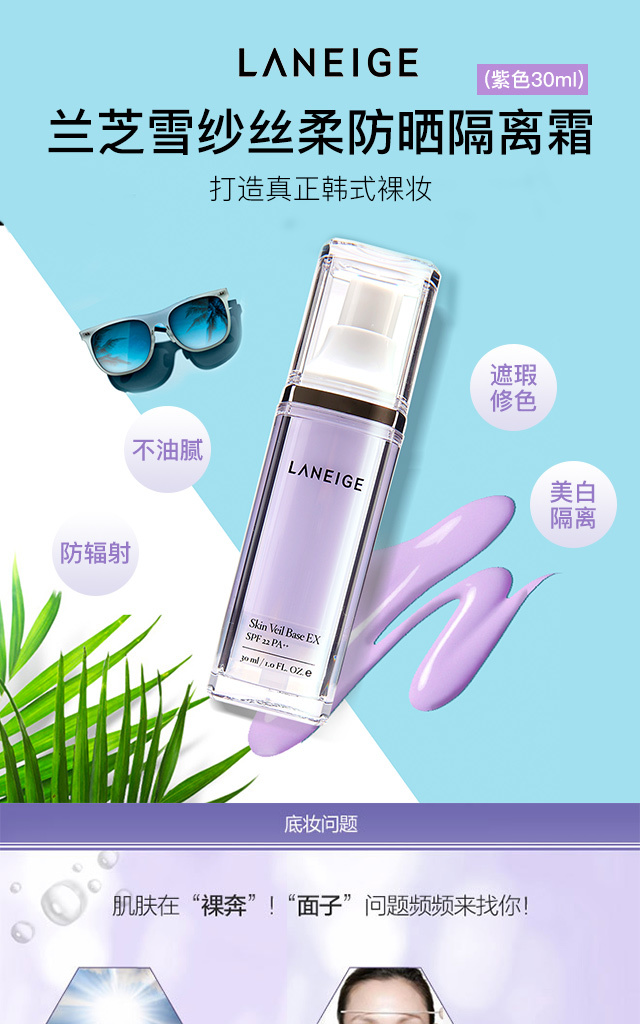 LANEIGE
(紫色30ml)
兰芝雪纱丝柔防晒隔离霜
打造真正韩式裸妆
遮瑕
修色
不油腻
美白
隔离
防辐射
LANEIGE
Skin Veil Base EX
SPF 22 PA++
30 ml / 1.0 FL. OZ. e
底妆问题
肌肤在“裸奔”！“面子”问题频频来找你！